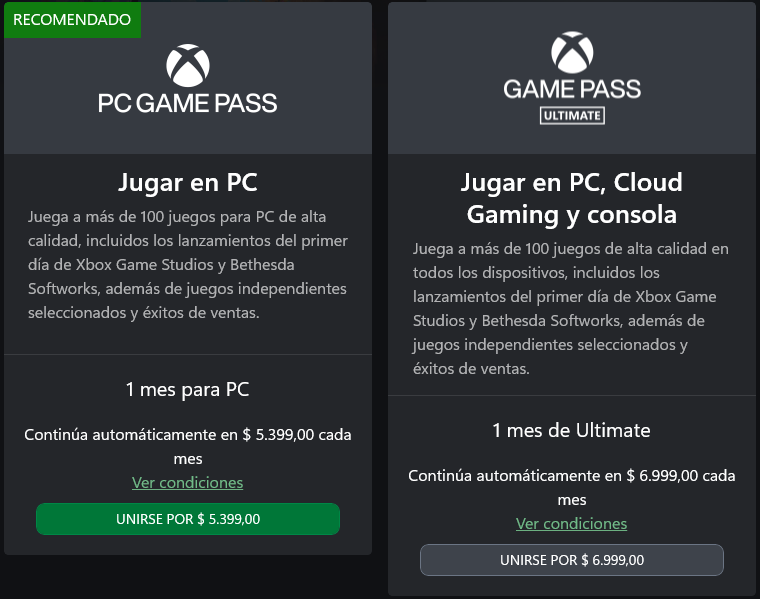 RECOMENDADO
PC GAME PASS
Jugar en PC
Juega a más de 100 juegos para PC de alta
calidad, incluidos los lanzamientos del primer
día de Xbox Game Studios y Bethesda
Softworks, además de juegos independientes
seleccionados y éxitos de ventas.
1 mes para PC
Continúa automáticamente en $ 5.399,00 cada
mes
Ver condiciones
UNIRSE POR $ 5.399,00
GAME PASS
ULTIMATE
Jugar en PC, Cloud
Gaming y consola
Juega a más de 100 juegos de alta calidad en
todos los dispositivos, incluidos los
lanzamientos del primer día de Xbox Game
Studios y Bethesda Softworks, además de
juegos independientes seleccionados y
éxitos de ventas.
1 mes de Ultimate
Continúa automáticamente en $ 6.999,00 cada
mes
Ver condiciones
UNIRSE POR $ 6.999,00